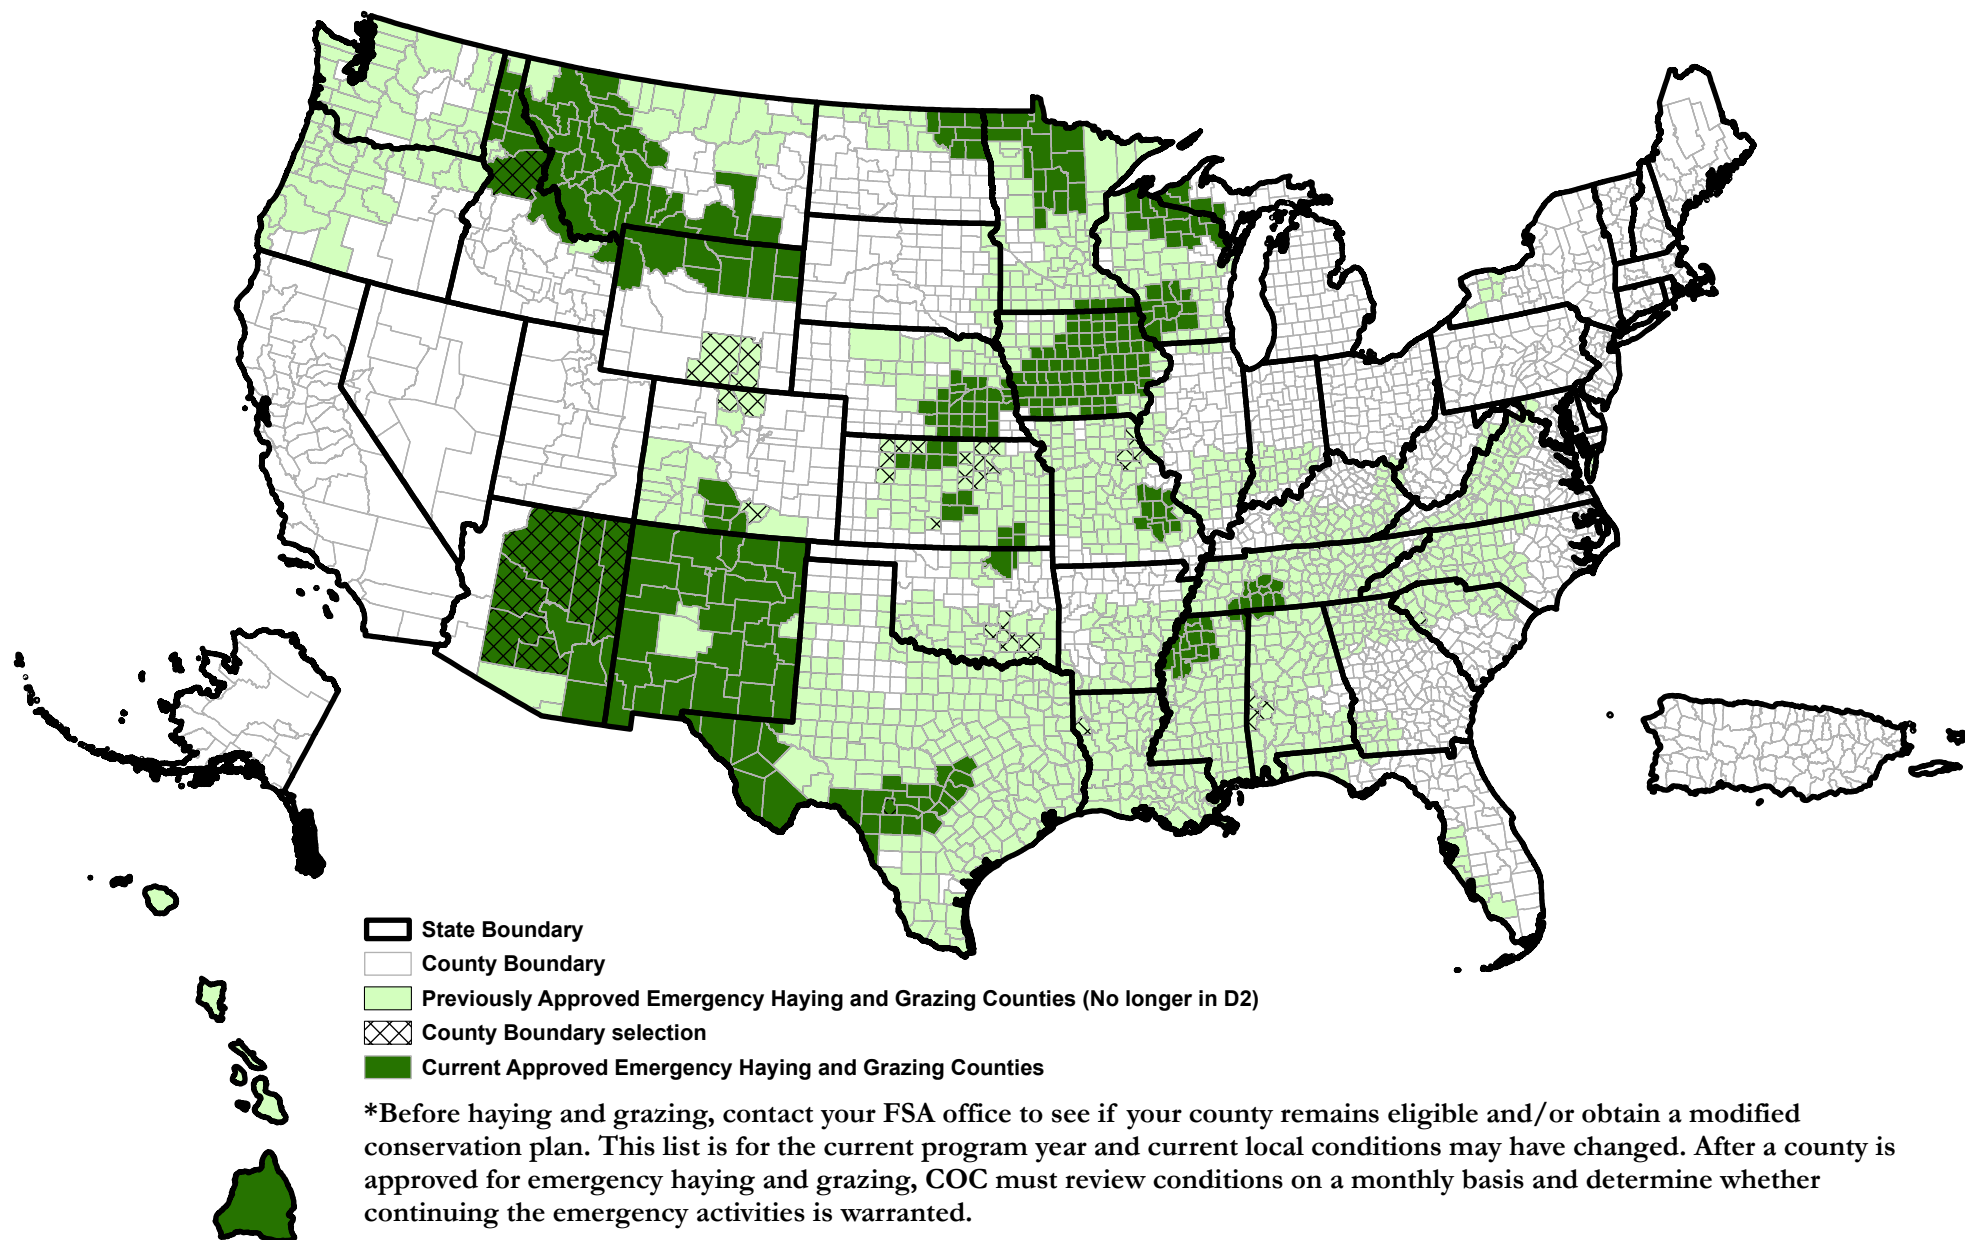 State Boundary
County Boundary
Previously Approved Emergency Haying and Grazing Counties (No longer in D2)
County Boundary selection
Current Approved Emergency Haying and Grazing Counties
*Before haying and grazing, contact your FSA office to see if your county remains eligible and/or obtain a modified
conservation plan. This list is for the current program year and current local conditions may have changed. After a county is
approved for emergency haying and grazing, COC must review conditions on a monthly basis and determine whether
continuing the emergency activities is warranted.